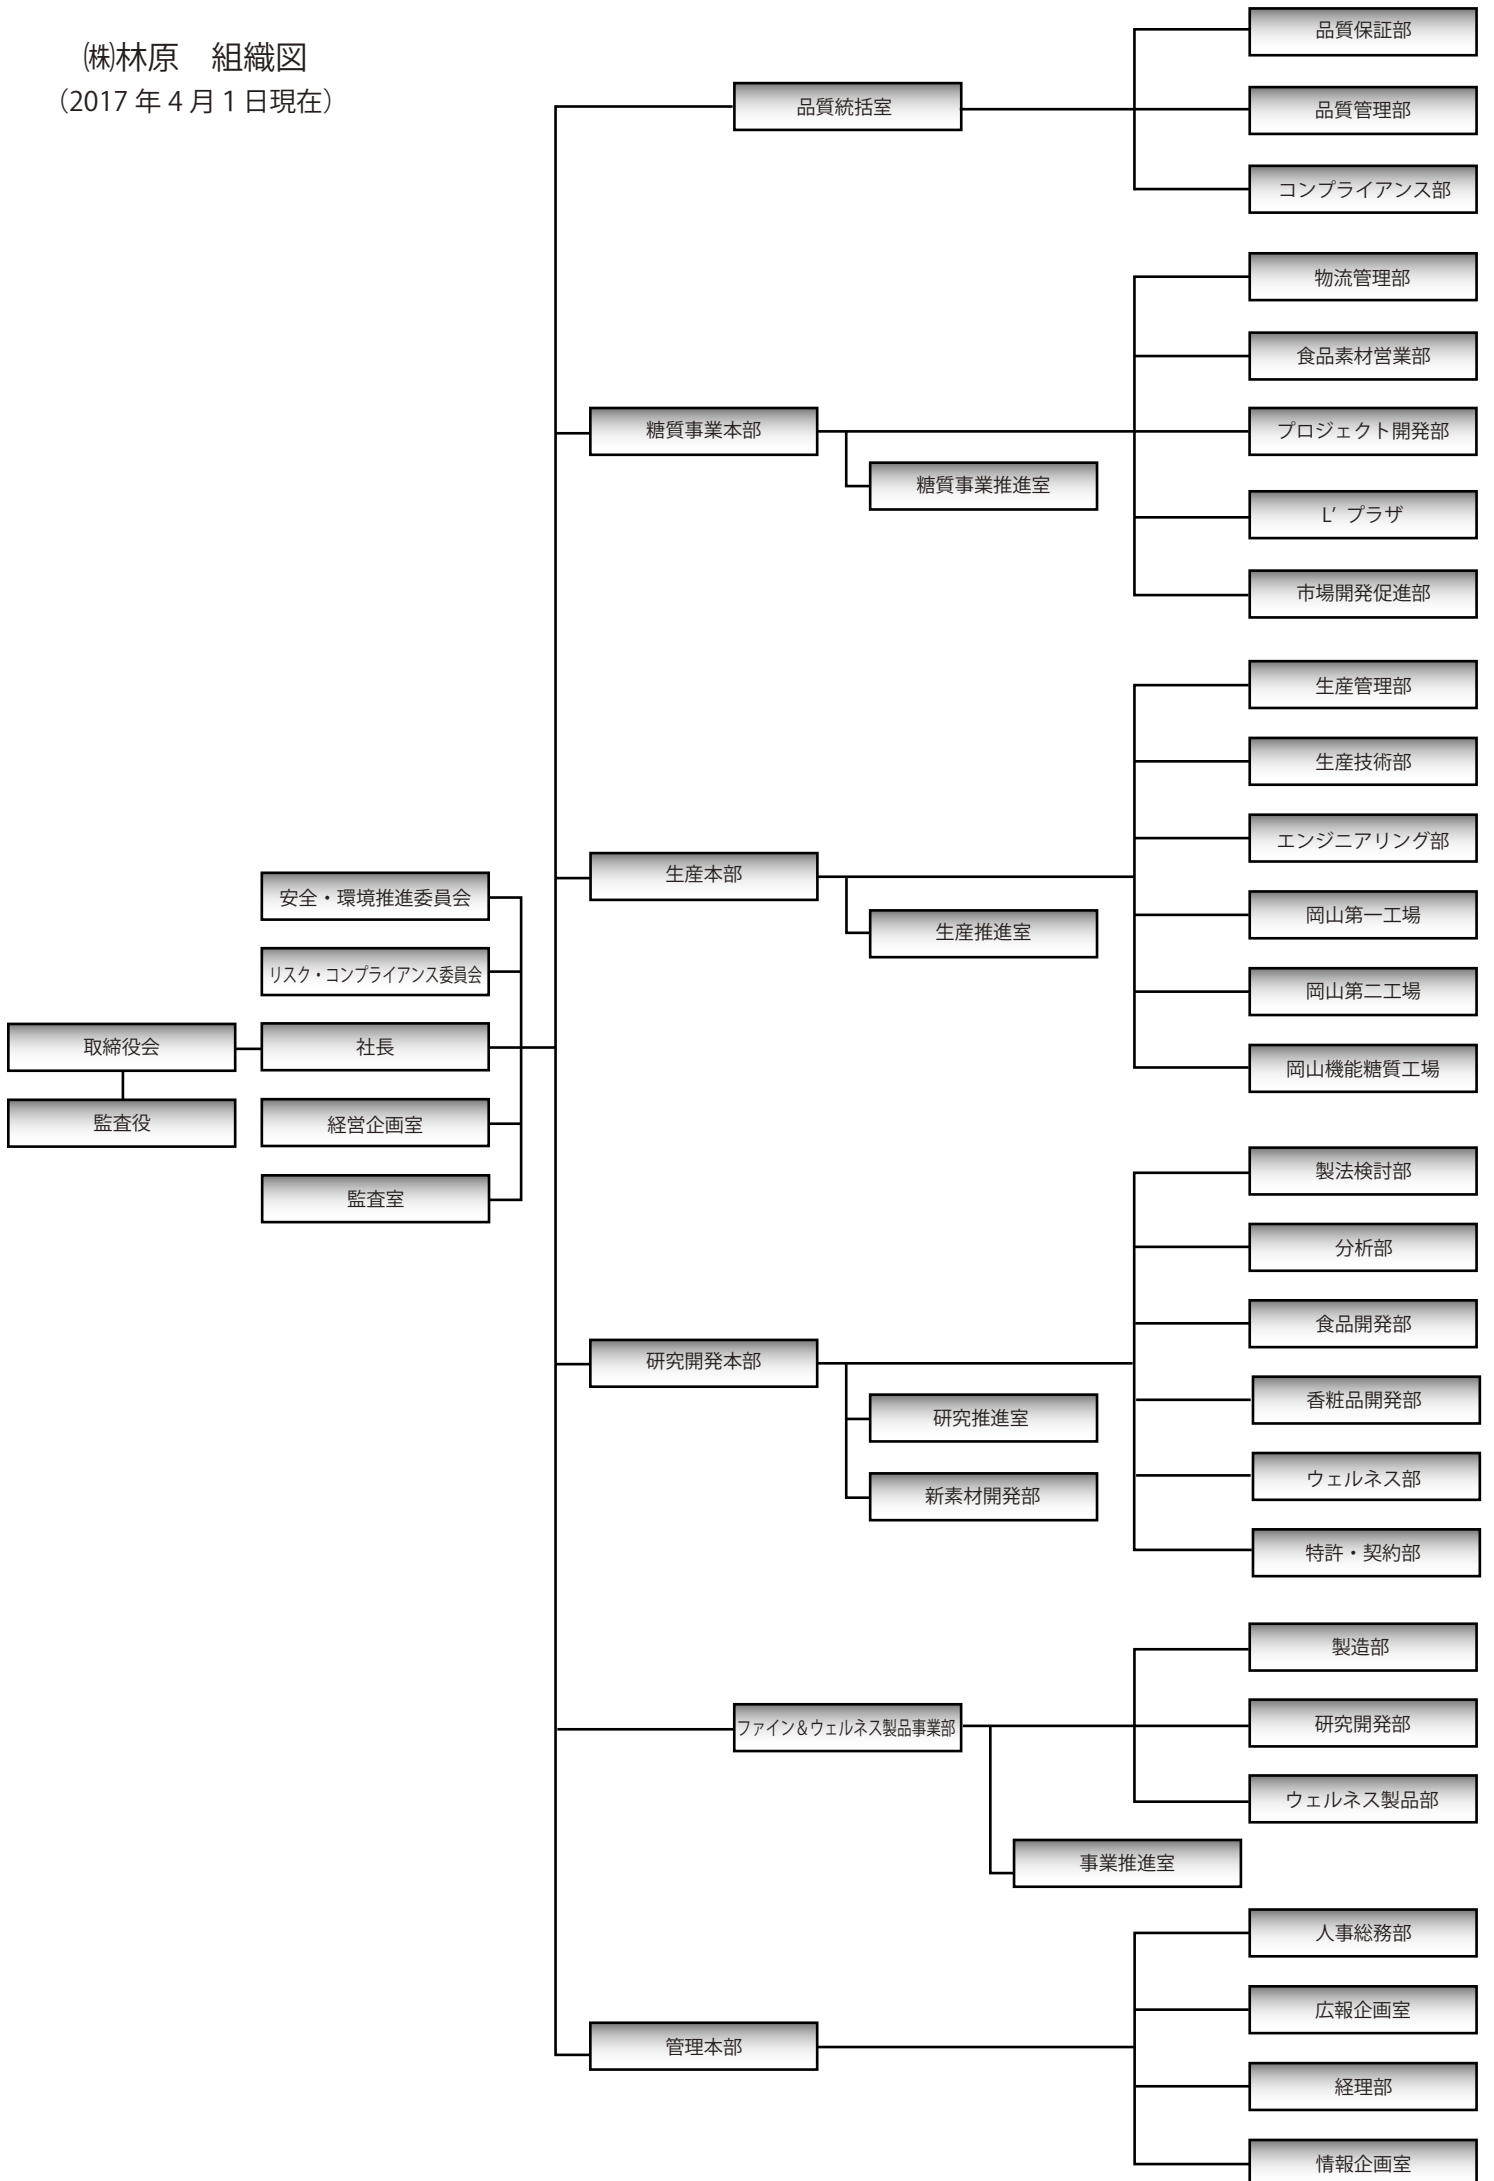 ㈱林原　組織図
（2017 年 4 月 1 日現在）
取締役会
監査役
安全・環境推進委員会
リスク・コンプライアンス委員会
社長
経営企画室
監査室
品質統括室
品質保証部
品質管理部
コンプライアンス部
糖質事業本部
糖質事業推進室
物流管理部
食品素材営業部
プロジェクト開発部
L’プラザ
市場開発促進部
生産本部
生産推進室
生産管理部
生産技術部
エンジニアリング部
岡山第一工場
岡山第二工場
岡山機能糖質工場
研究開発本部
研究推進室
新素材開発部
製法検討部
分析部
食品開発部
香粧品開発部
ウェルネス部
特許・契約部
ファイン＆ウェルネス製品事業部
製造部
研究開発部
ウェルネス製品部
事業推進室
管理本部
人事総務部
広報企画室
経理部
情報企画室